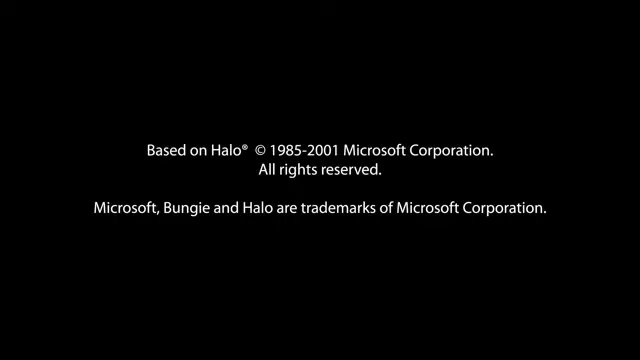 Based on Halo® © 1985-2001 Microsoft Corporation.
All rights reserved.
Microsoft, Bungie and Halo are trademarks of Microsoft Corporation.